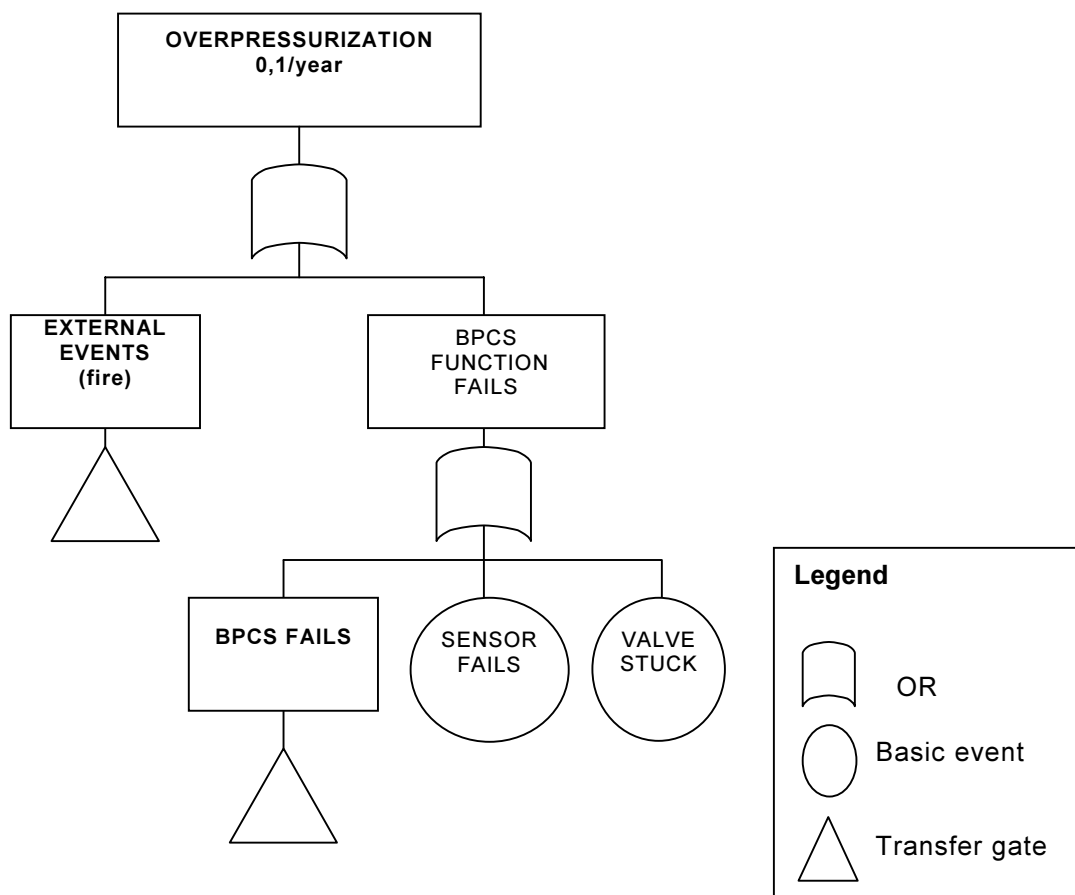 OVERPRESSURIZATION
0,1/year
EXTERNAL
EVENTS
(fire)
BPCS
FUNCTION
FAILS
BPCS FAILS
SENSOR
FAILS
VALVE
STUCK
Legend
OR
Basic event
Transfer gate